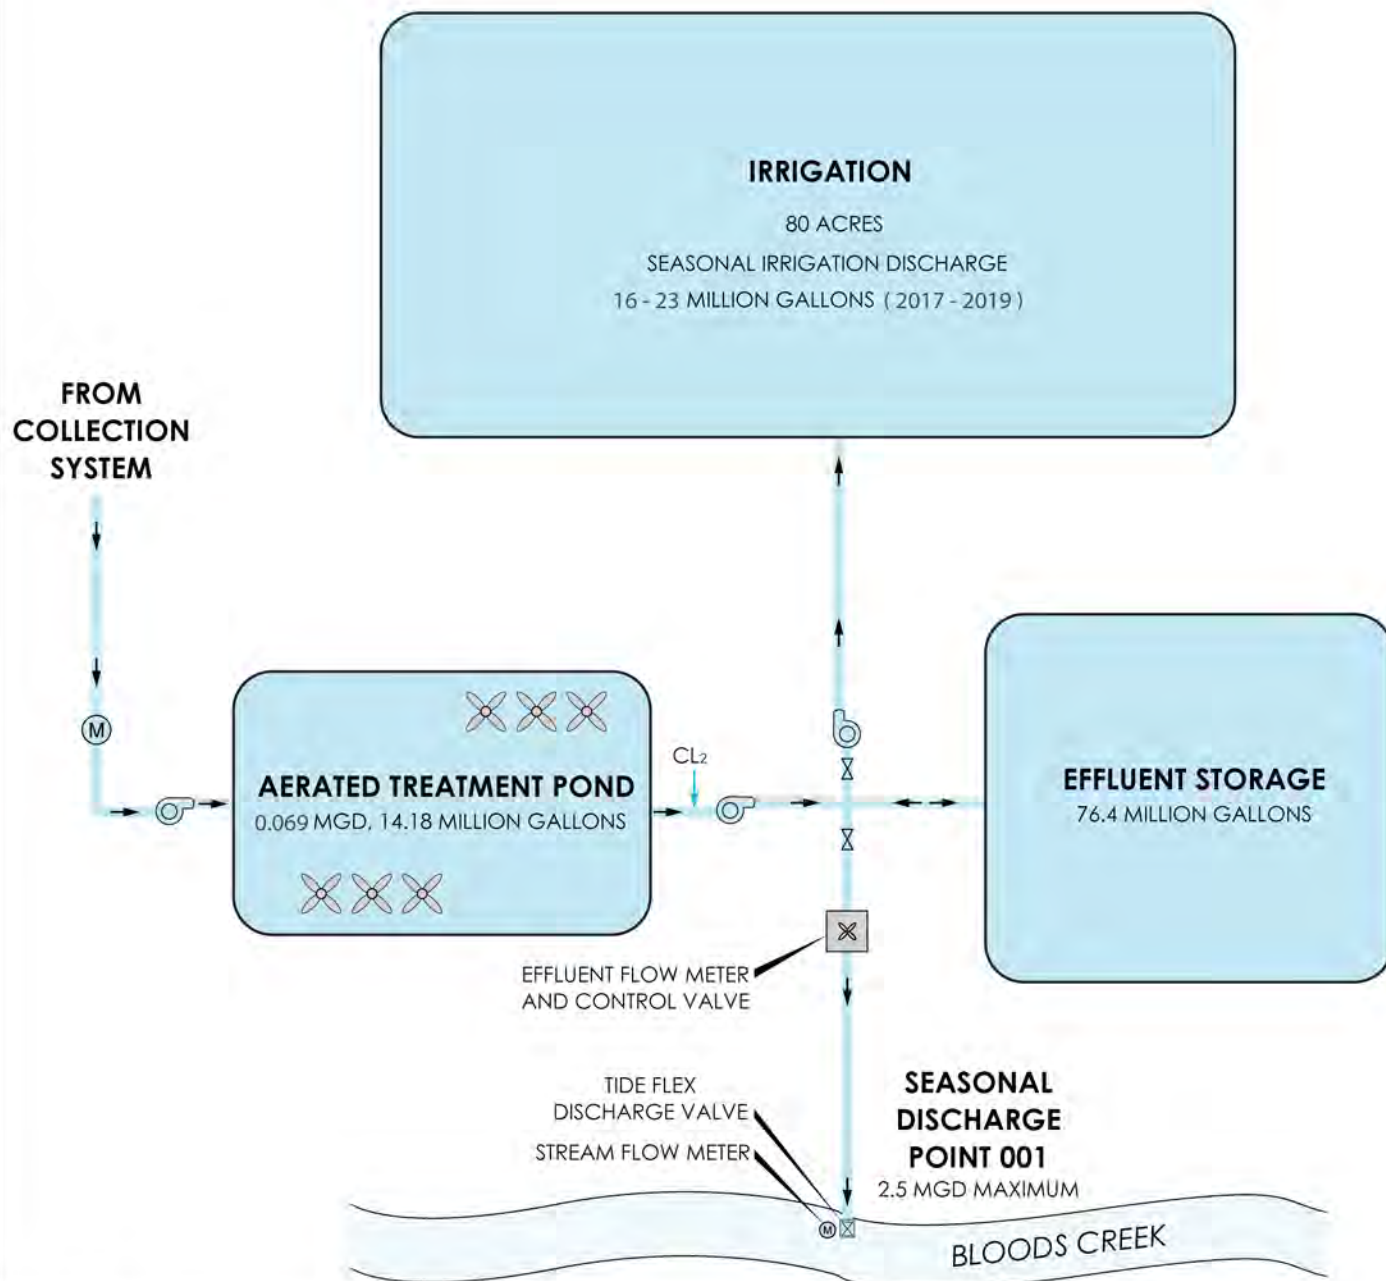 IRRIGATION
80 ACRES
SEASONAL IRRIGATION DISCHARGE
16 - 23 MILLION GALLONS ( 2017 - 2019 )
FROM
COLLECTION
SYSTEM
M
CL₂
AERATED TREATMENT POND
0.069 MGD, 14.18 MILLION GALLONS
EFFLUENT STORAGE
76.4 MILLION GALLONS
EFFLUENT FLOW METER
AND CONTROL VALVE
TIDE FLEX
DISCHARGE VALVE
STREAM FLOW METER
SEASONAL
DISCHARGE
POINT 001
2.5 MGD MAXIMUM
M
BLOODS CREEK